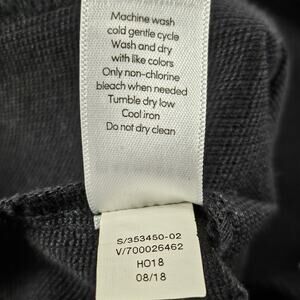 Machine wash
cold gentle cycle
Wash and dry
with like colors
Only non-chlorine
bleach when needed
Tumble dry low
Cool iron
Do not dry clean
S/353450-02
V/700026462
HO18
08/18